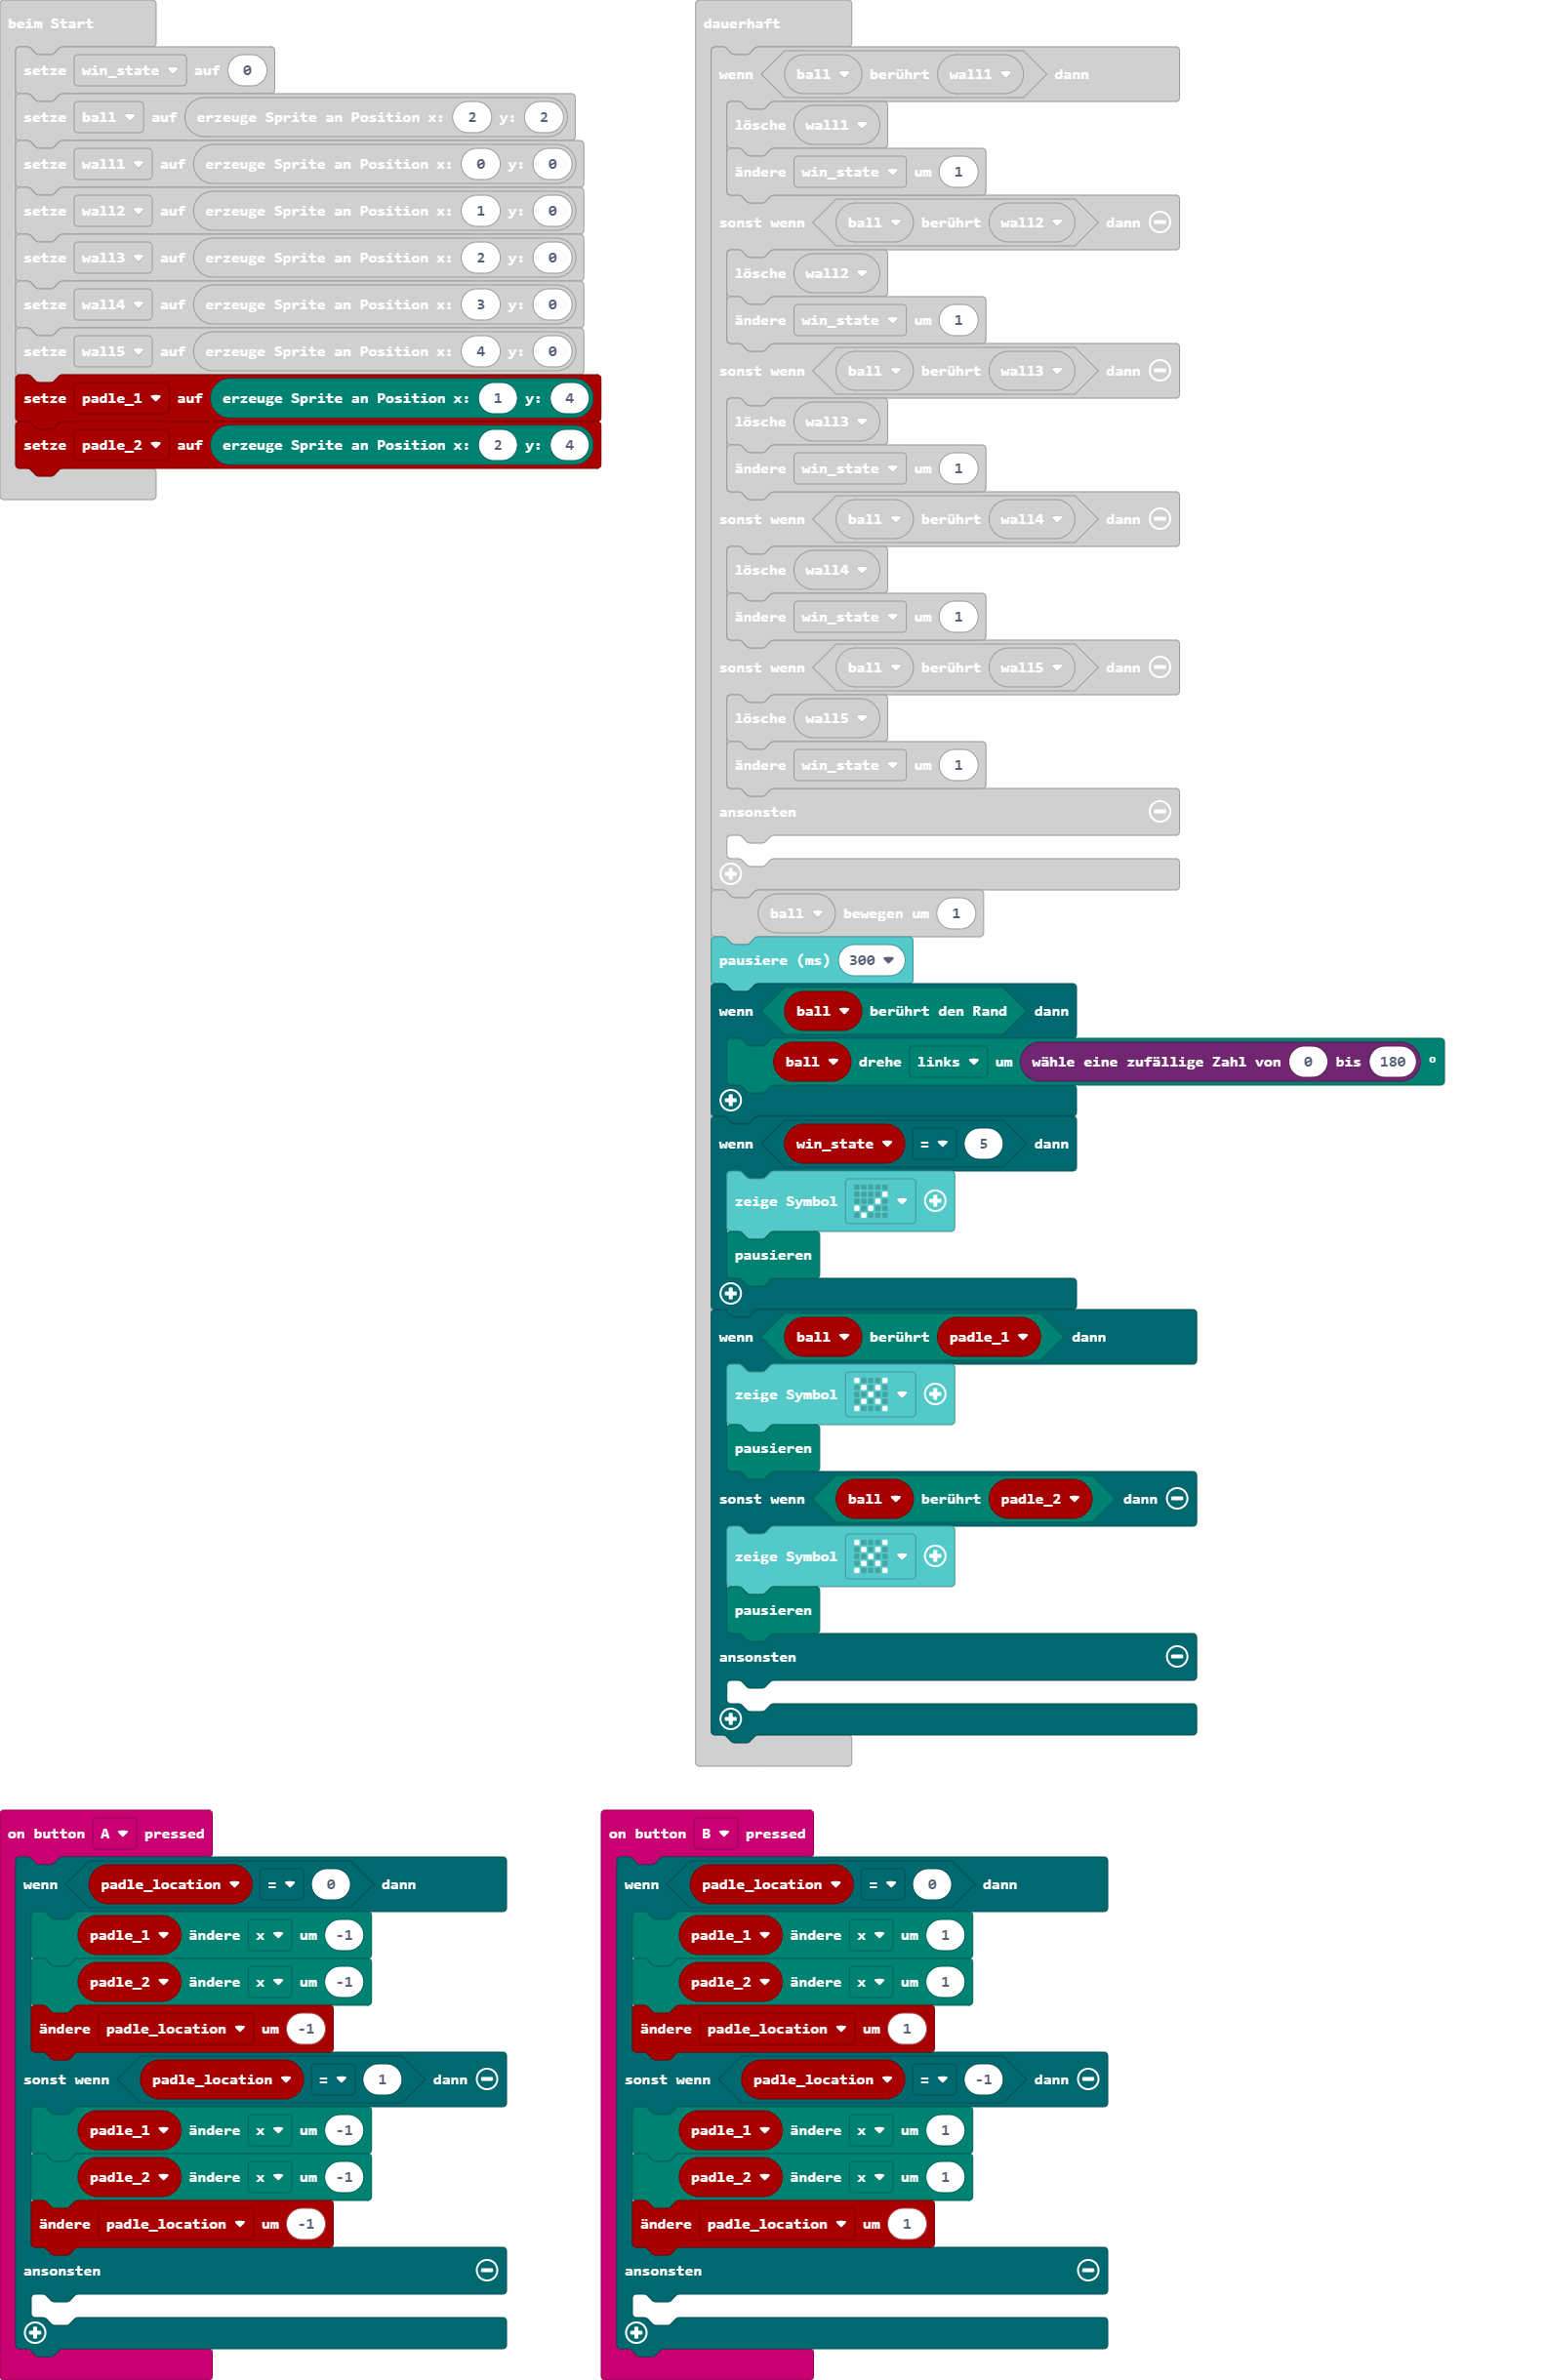 beim Start
setze win_state auf 0
setze ball auf erzeuge Sprite an Position x: 2 y: 2
setze wall1 auf erzeuge Sprite an Position x: 0 y: 0
setze wall2 auf erzeuge Sprite an Position x: 1 y: 0
setze wall3 auf erzeuge Sprite an Position x: 2 y: 0
setze wall4 auf erzeuge Sprite an Position x: 3 y: 0
setze wall5 auf erzeuge Sprite an Position x: 4 y: 0
setze padle_1 auf erzeuge Sprite an Position x: 1 y: 4
setze padle_2 auf erzeuge Sprite an Position x: 2 y: 4
dauerhaft
wenn ball berührt wall1 dann
lösche wall1
ändere win_state um 1
sonst wenn ball berührt wall2 dann
lösche wall2
ändere win_state um 1
sonst wenn ball berührt wall3 dann
lösche wall3
ändere win_state um 1
sonst wenn ball berührt wall4 dann
lösche wall4
ändere win_state um 1
sonst wenn ball berührt wall5 dann
lösche wall5
ändere win_state um 1
ansonsten
ball bewegen um 1
pausiere (ms) 300
wenn ball berührt den Rand dann
ball drehe links um wähle eine zufällige Zahl von 0 bis 180 °
wenn win_state = 5 dann
zeige Symbol
pausieren
wenn ball berührt padle_1 dann
zeige Symbol
pausieren
sonst wenn ball berührt padle_2 dann
zeige Symbol
pausieren
ansonsten
on button A pressed
wenn padle_location = 0 dann
padle_1 ändere x um -1
padle_2 ändere x um -1
ändere padle_location um -1
sonst wenn padle_location = 1 dann
padle_1 ändere x um -1
padle_2 ändere x um -1
ändere padle_location um -1
ansonsten
on button B pressed
wenn padle_location = 0 dann
padle_1 ändere x um 1
padle_2 ändere x um 1
ändere padle_location um 1
sonst wenn padle_location = -1 dann
padle_1 ändere x um 1
padle_2 ändere x um 1
ändere padle_location um 1
ansonsten